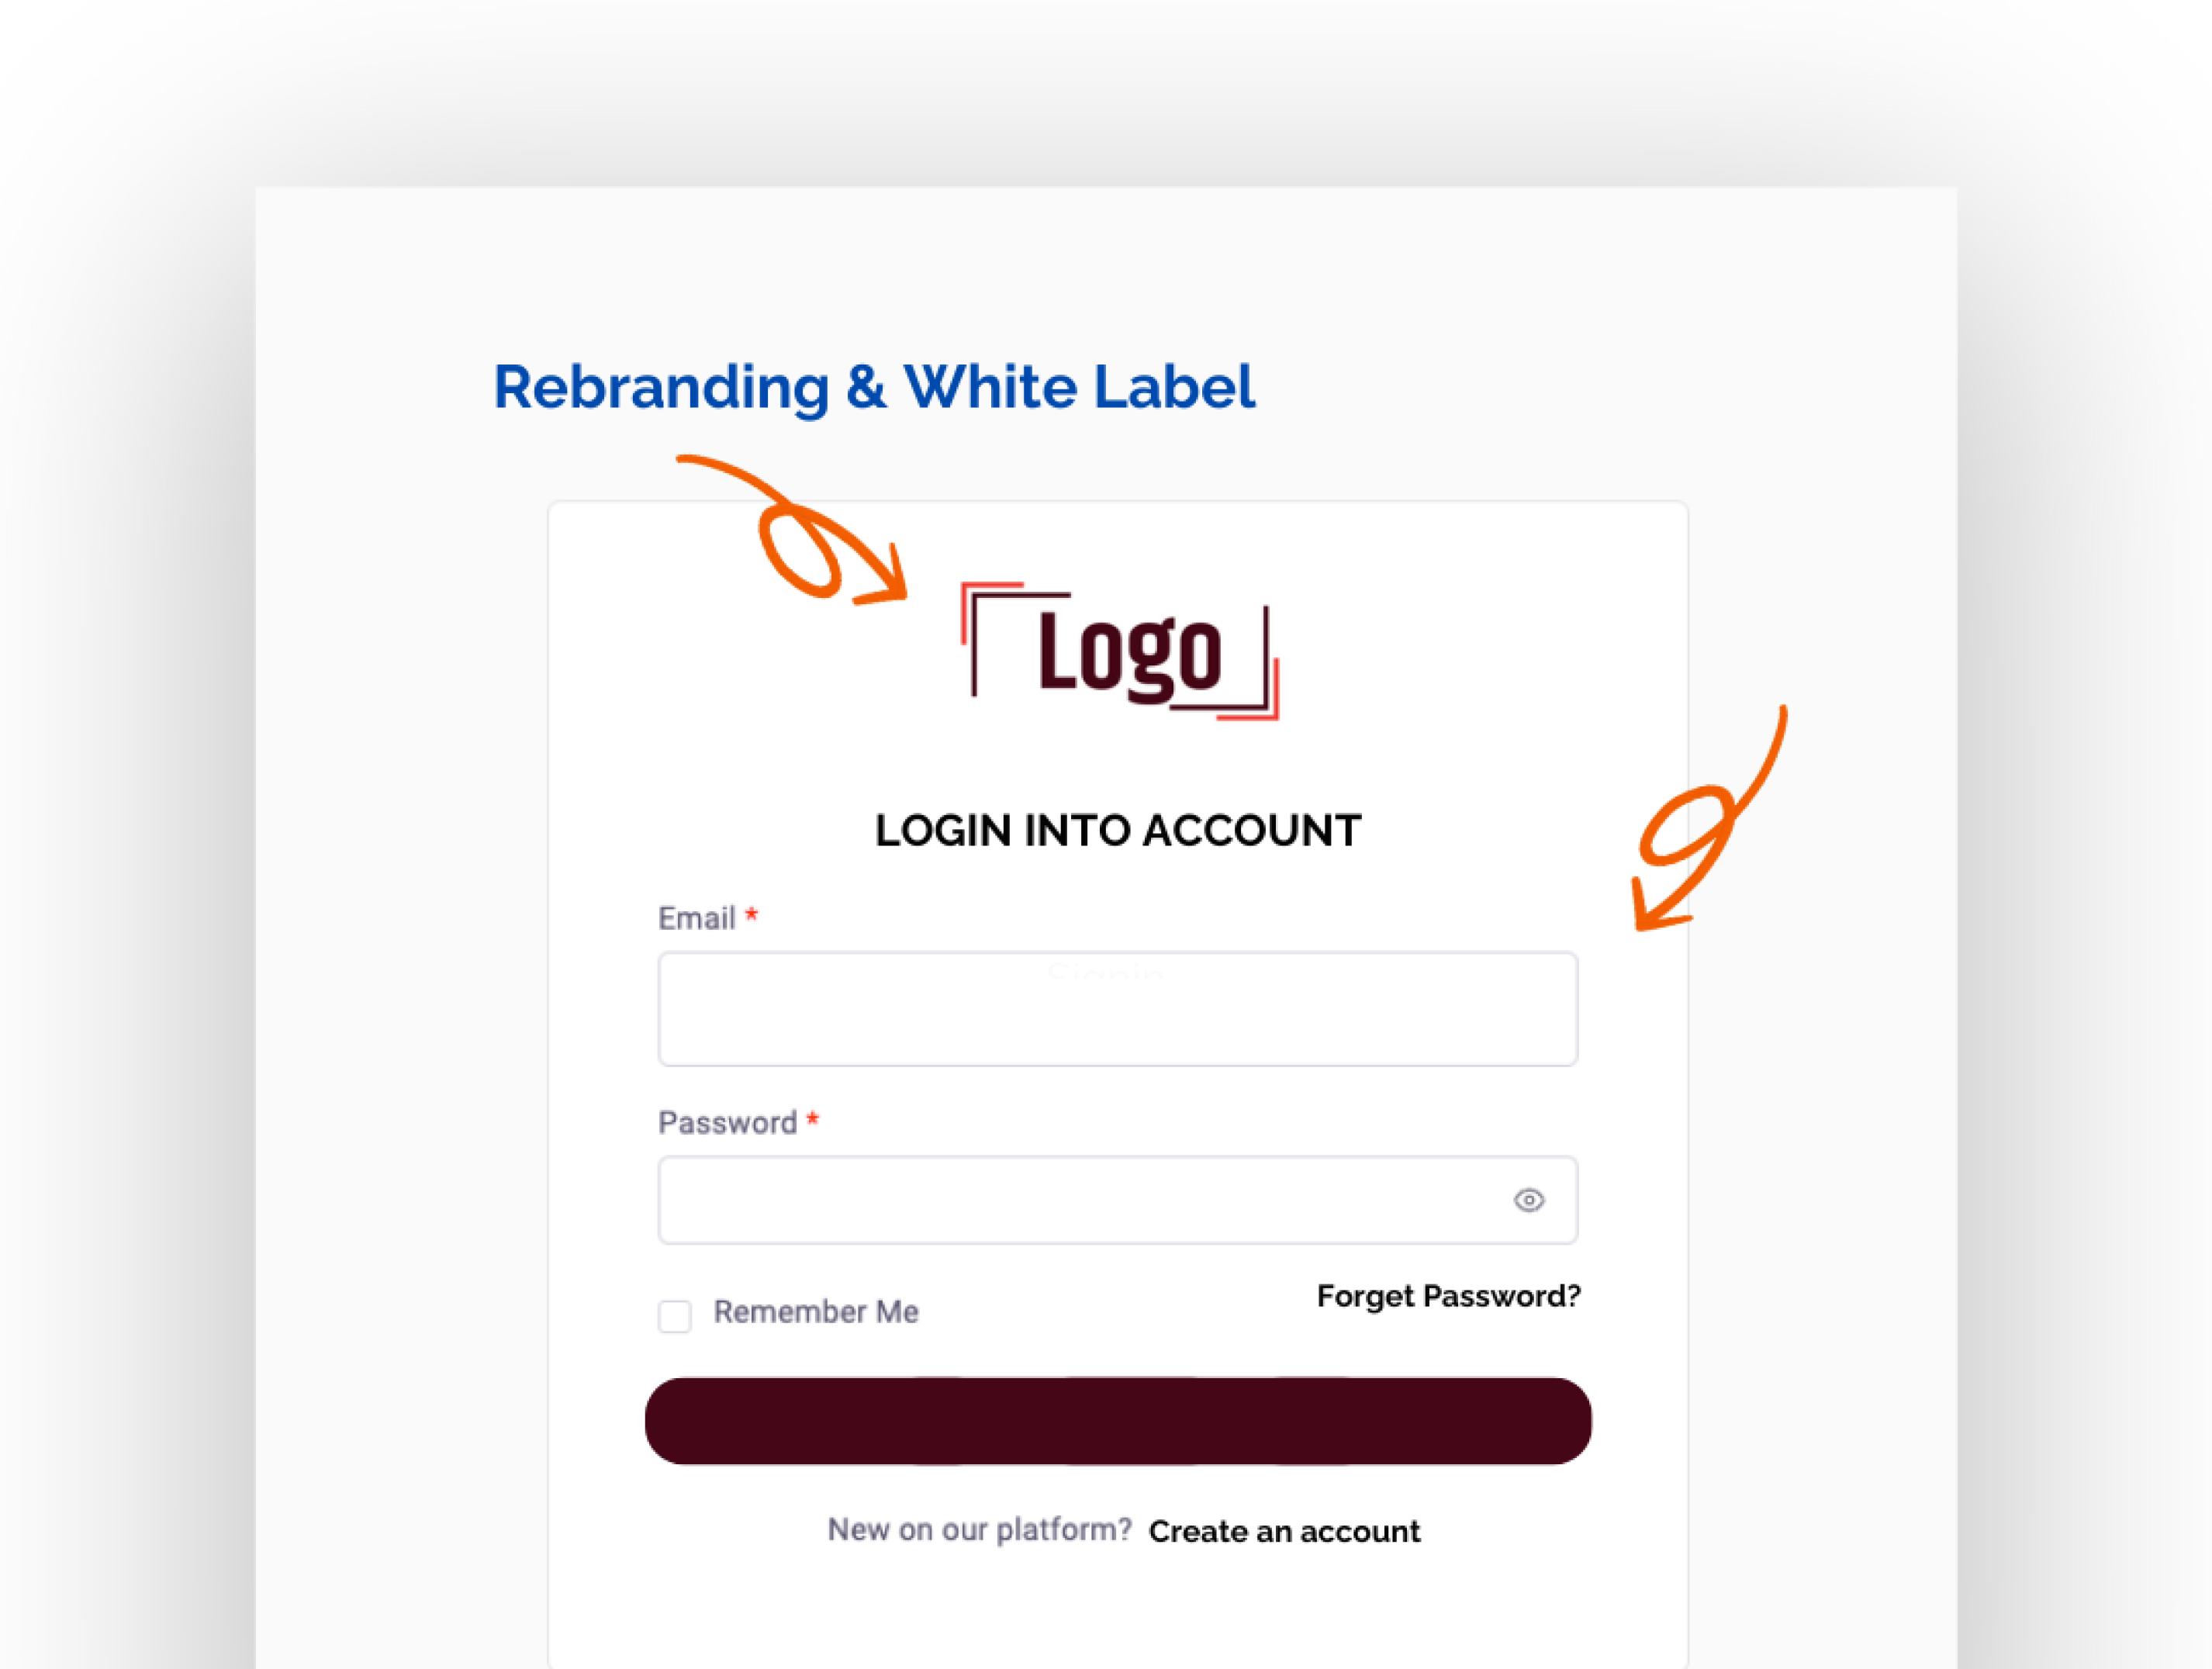 Rebranding & White Label
Logo
LOGIN INTO ACCOUNT
Email *
Password *
Remember Me
Forget Password?
New on our platform? Create an account